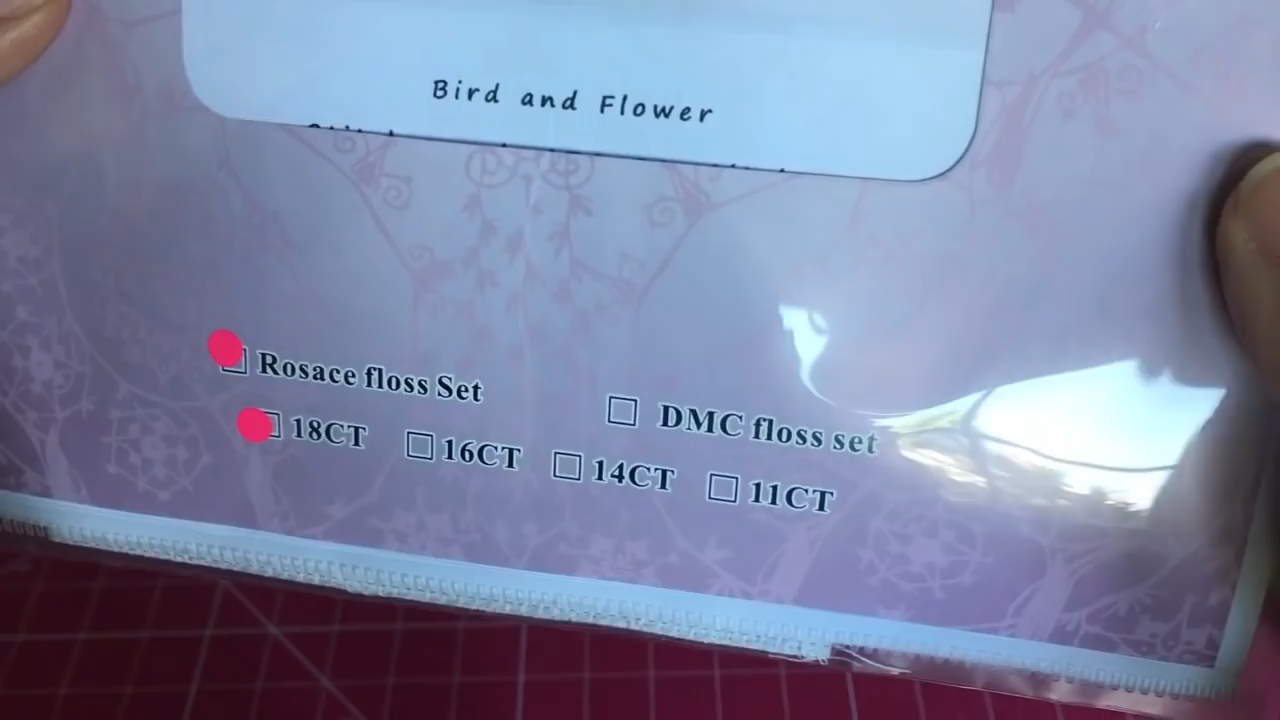 Bird and Flower
Rosace floss Set
DMC floss set
18CT 16CT 14CT 11CT